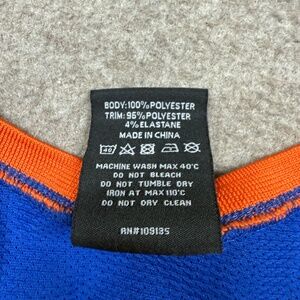 BODY:100%POLYESTER
TRIM:96%POLYESTER
4%ELASTANE
MADE IN CHINA
40
MACHINE WASH MAX 40°C
DO NOT BLEACH
DO NOT TUMBLE DRY
IRON AT MAX 110°C
DO NOT DRY CLEAN
RN#109135